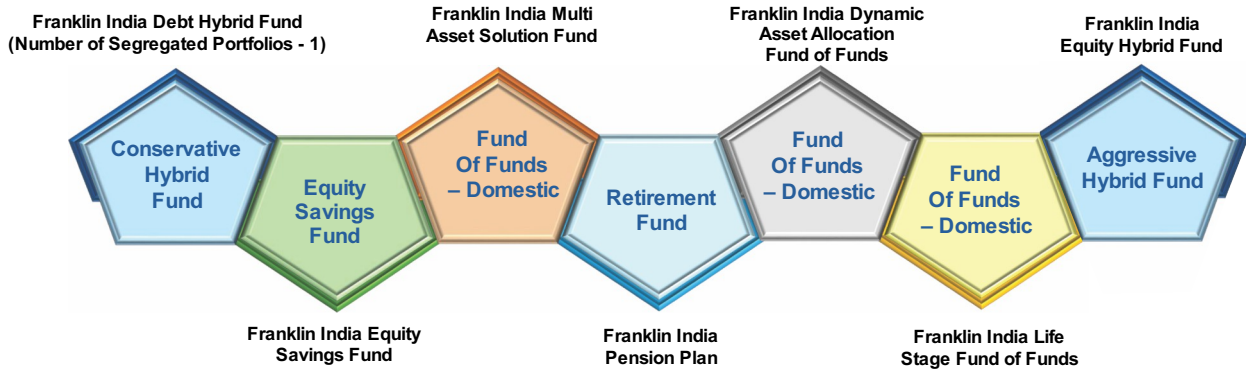 Franklin India Debt Hybrid Fund
(Number of Segregated Portfolios - 1)
Conservative
Hybrid
Fund
Equity
Savings
Fund
Franklin India Equity
Savings Fund
Franklin India Multi
Asset Solution Fund
Fund
Of Funds
– Domestic
Retirement
Fund
Franklin India
Pension Plan
Franklin India Dynamic
Asset Allocation
Fund of Funds
Fund
Of Funds
– Domestic
Fund
Of Funds
– Domestic
Franklin India Life
Stage Fund of Funds
Franklin India
Equity Hybrid Fund
Aggressive
Hybrid Fund